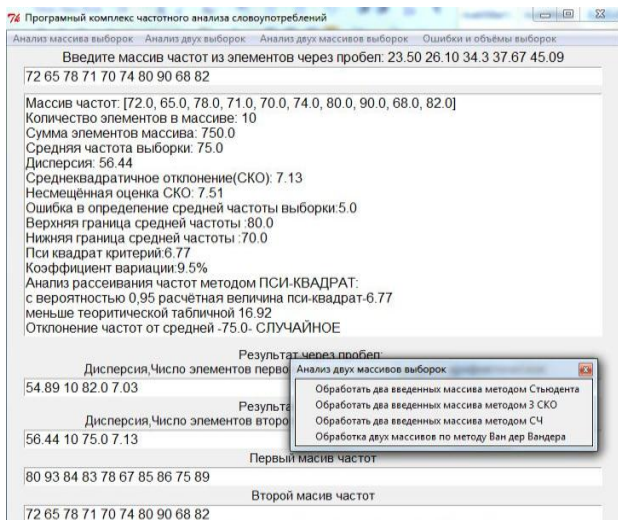 Програмный комплекс частотного анализа словоупотреблений
Анализ массива выборок Анализ двух выборок Анализ двух массивов выборок Ошибки и объёмы выборок
Введите масив частот из элементов через пробел: 23.50 26.10 34.3 37.67 45.09
72 65 78 71 70 74 80 90 68 82
Массив частот: [72.0, 65.0, 78.0, 71.0, 70.0, 74.0, 80.0, 90.0, 68.0, 82.0]
Количество элементов в массиве: 10
Сумма элементов массива: 750.0
Средняя частота выборки: 75.0
Дисперсия: 56.44
Среднеквадратичное отклонение(СКО): 7.13
Несмещённая оценка СКО: 7.51
Ошибка в определение средней частоты выборки:5.0
Верхняя граница средней частоты :80.0
Нижняя граница средней частоты :70.0
Пси квадрат критерий:6.77
Коэффициент вариации:9.5%
Анализ рассеивания частот методом ПСИ-КВАДРАТ:
с вероятностью 0,95 расчётная величина пси-квадрат-6.77
меньше теоритической табличной 16.92
Отклонение частот от средней -75.0- СЛУЧАЙНОЕ
Результат через пробел:
Дисперсия,Число элементов перво
54.89 10 82.0 7.03
Результа
Дисперсия,Число элементов второ
56.44 10 75.0 7.13
Анализ двух массивов выборок
Обработать два введенных массива методом Стьюдента
Обработать два введенных массива методом 3 СКО
Обработать два введенных массива методом СЧ
Обработка двух массивов по методу Ван дер Вандера
Первый масив частот
80 93 84 83 78 67 85 86 75 89
Второй масив частот
72 65 78 71 70 74 80 90 68 82